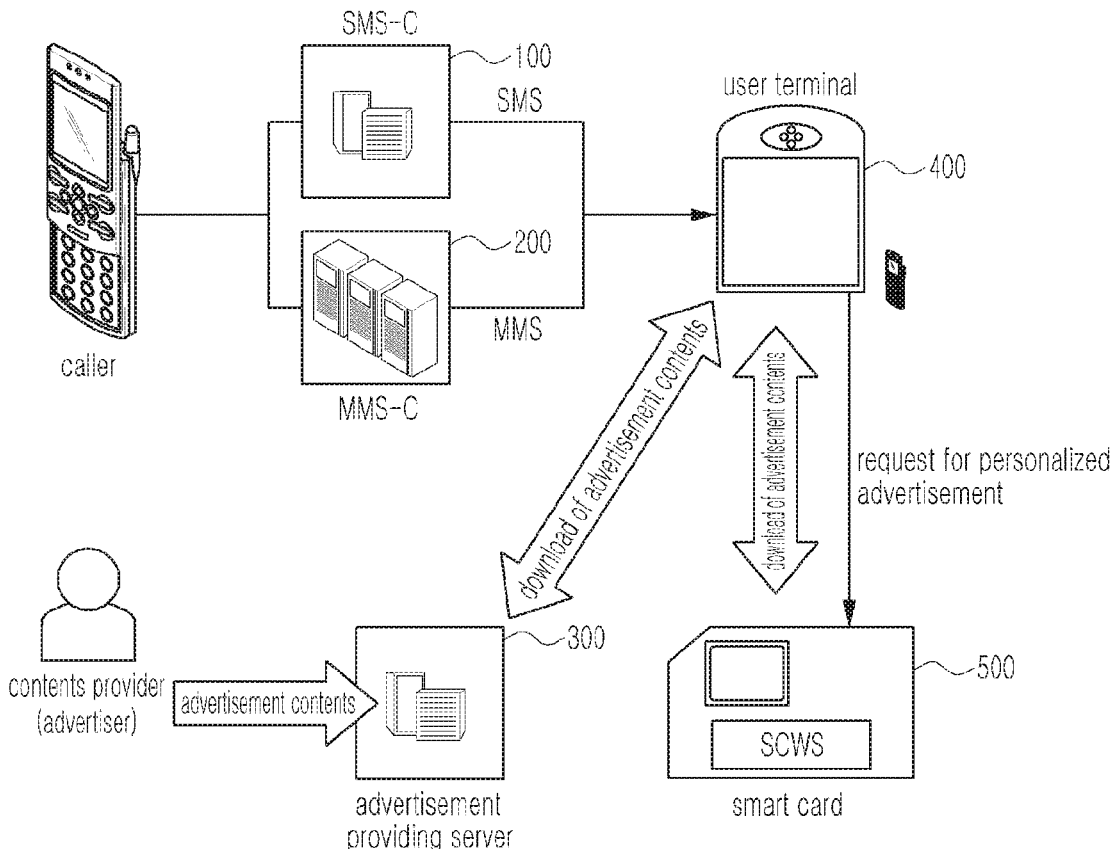 SMS-C
100
SMS
caller
200
MMS
MMS-C
user terminal
400
download of advertisement contents
download of advertisement contents
request for personalized
advertisement
contents provider
(advertiser)
advertisement contents
300
advertisement
providing server
500
SCWS
smart card